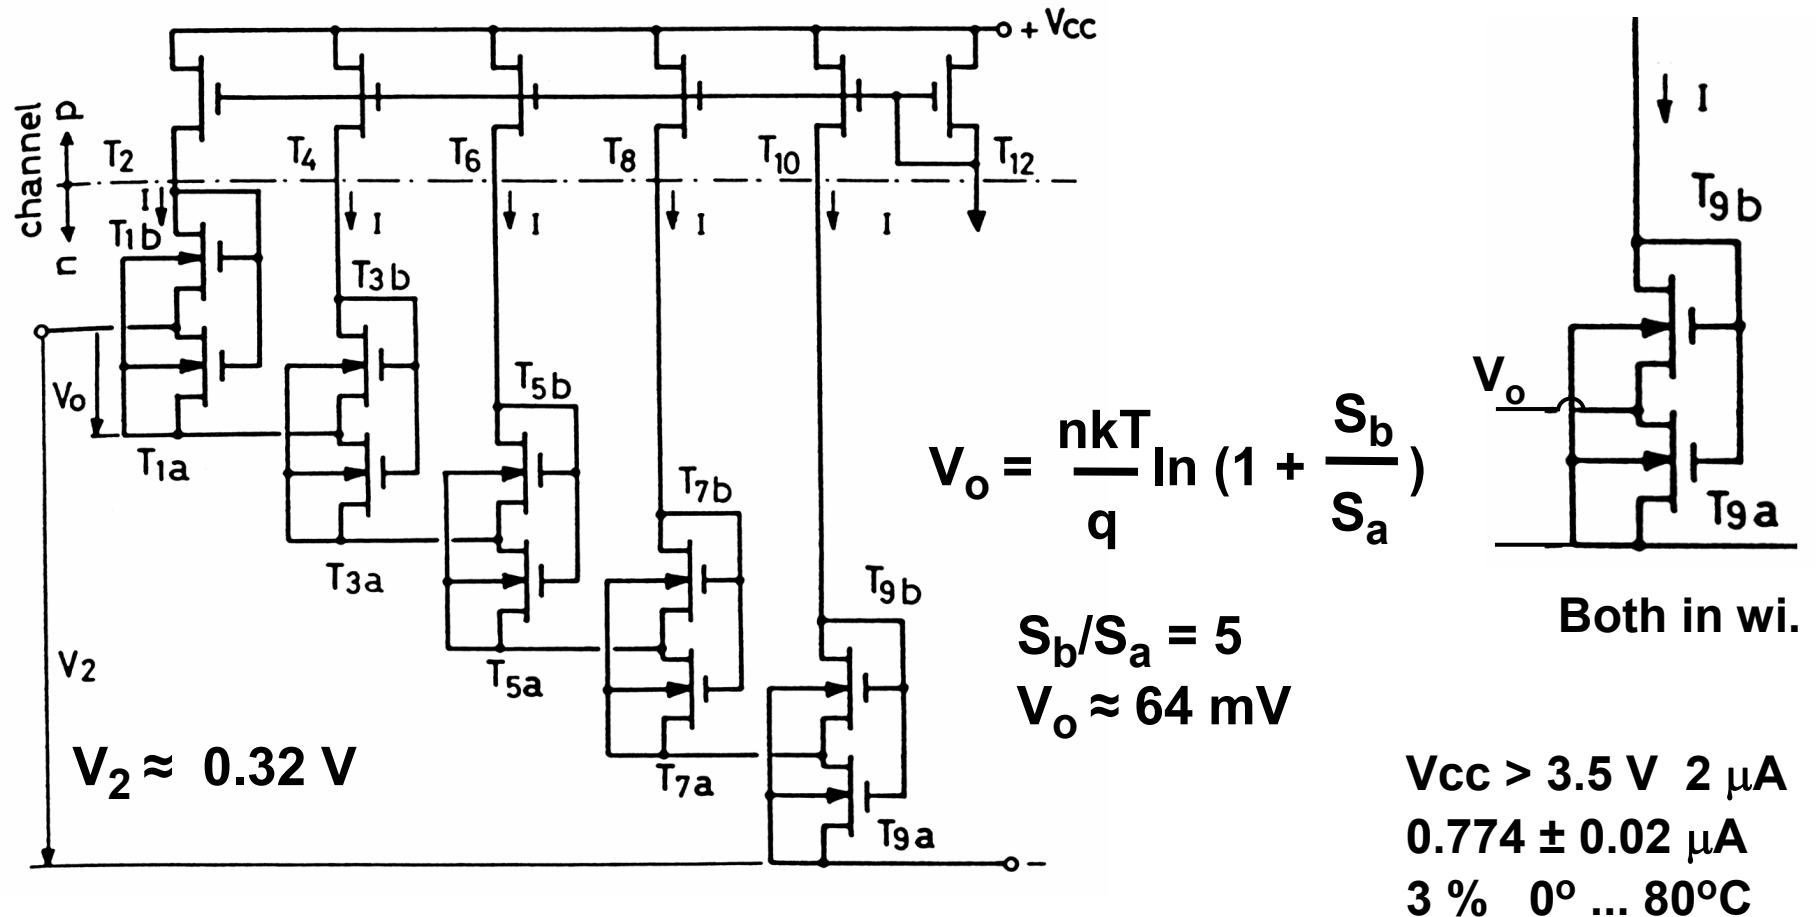 + Vcc
channel
p
n
T2
T4
T6
T8
T10
T12
I
I
I
I
I
I
T1b
T3b
T9b
Vo
T5b
Vo
T1a
Vo = nkT/q ln (1 + Sb/Sa)
T7b
T9a
T3a
T9b
Both in wi.
Sb/Sa = 5
V2
T5a
Vo ≈ 64 mV
V2 ≈ 0.32 V
T7a
Vcc > 3.5 V 2 μA
T9a
0.774 ± 0.02 μA
−
3 % 0º ... 80ºC